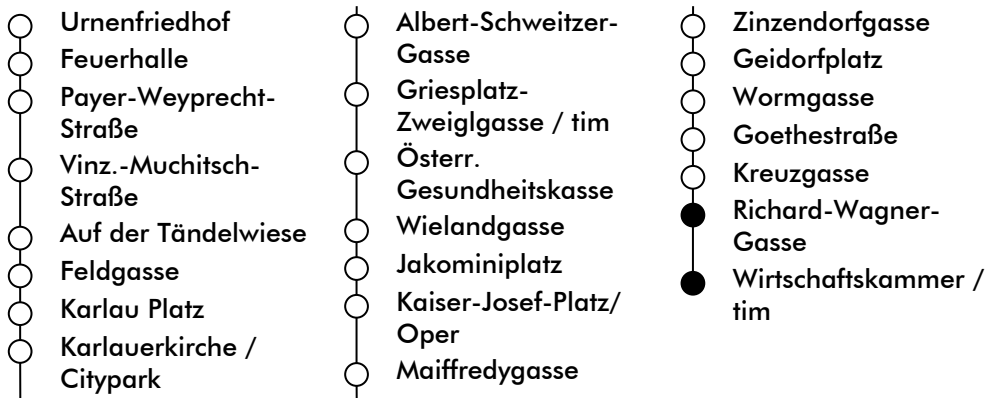 Urnenfriedhof
Feuerhalle
Payer-Weyprecht-
Straße
Vinz.-Muchitsch-
Straße
Auf der Tändelwiese
Feldgasse
Karlau Platz
Karlauerkirche /
Citypark
Albert-Schweitzer-
Gasse
Griesplatz-
Zweiglgasse / tim
Österr.
Gesundheitskasse
Wielandgasse
Jakominiplatz
Kaiser-Josef-Platz/
Oper
Maiffredygasse
Zinzendorfgasse
Geidorfplatz
Wormgasse
Goethestraße
Kreuzgasse
Richard-Wagner-
Gasse
Wirtschaftskammer /
tim